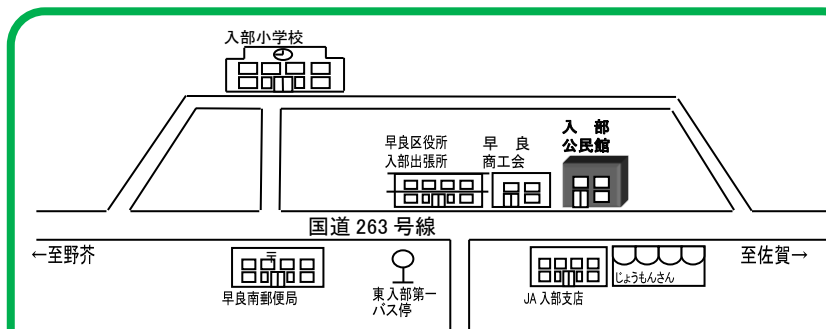 入部小学校
早良区役所
入部出張所
早 良
商工会
入 部
公民館
国道 263 号線
←至野芥
至佐賀→
〒
早良南郵便局
東入部第一
バス停
JA 入部支店
じょうもんさん